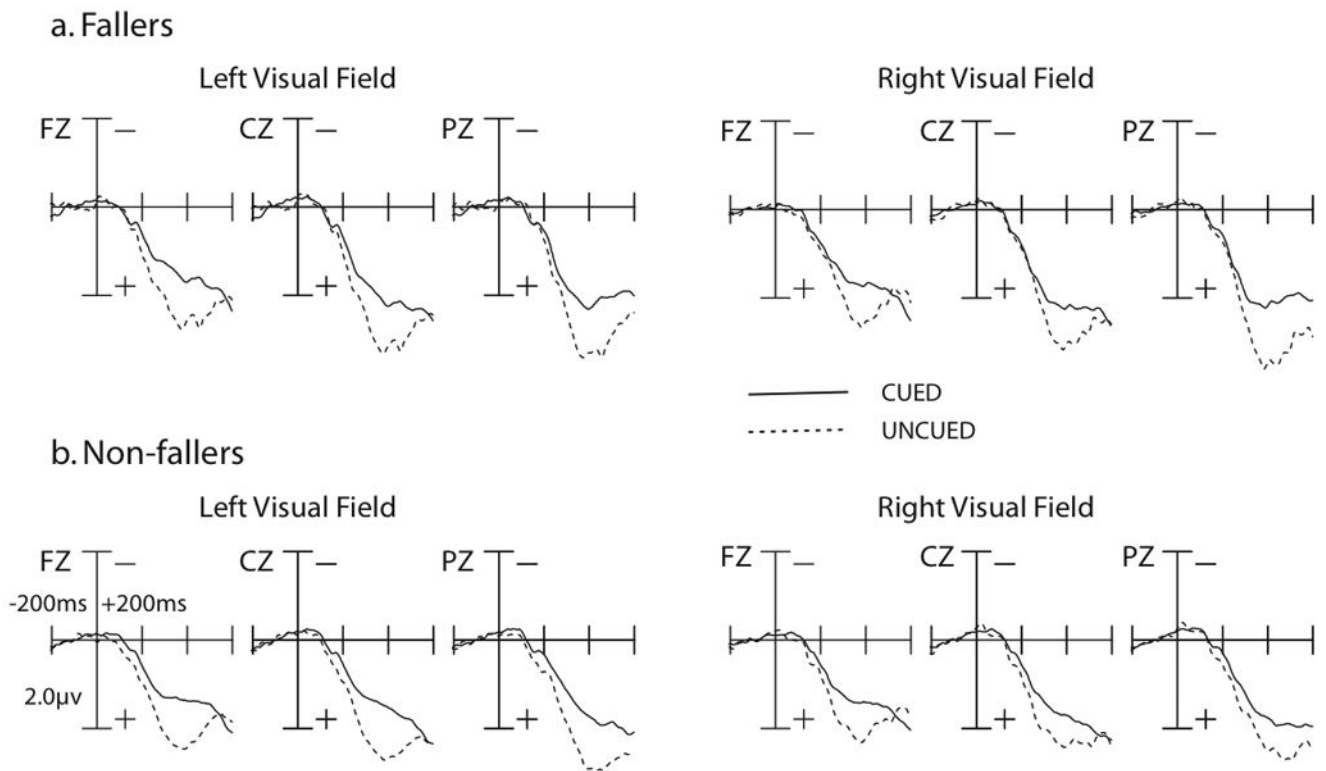 a. Fallers
Left Visual Field
Right Visual Field
FZ − CZ − PZ −
FZ − CZ − PZ −
+ + +
+ + +
CUED
UNCUED
b. Non-fallers
Left Visual Field
Right Visual Field
FZ − CZ − PZ −
FZ − CZ − PZ −
-200ms +200ms
2.0µv
+ + +
+ + +